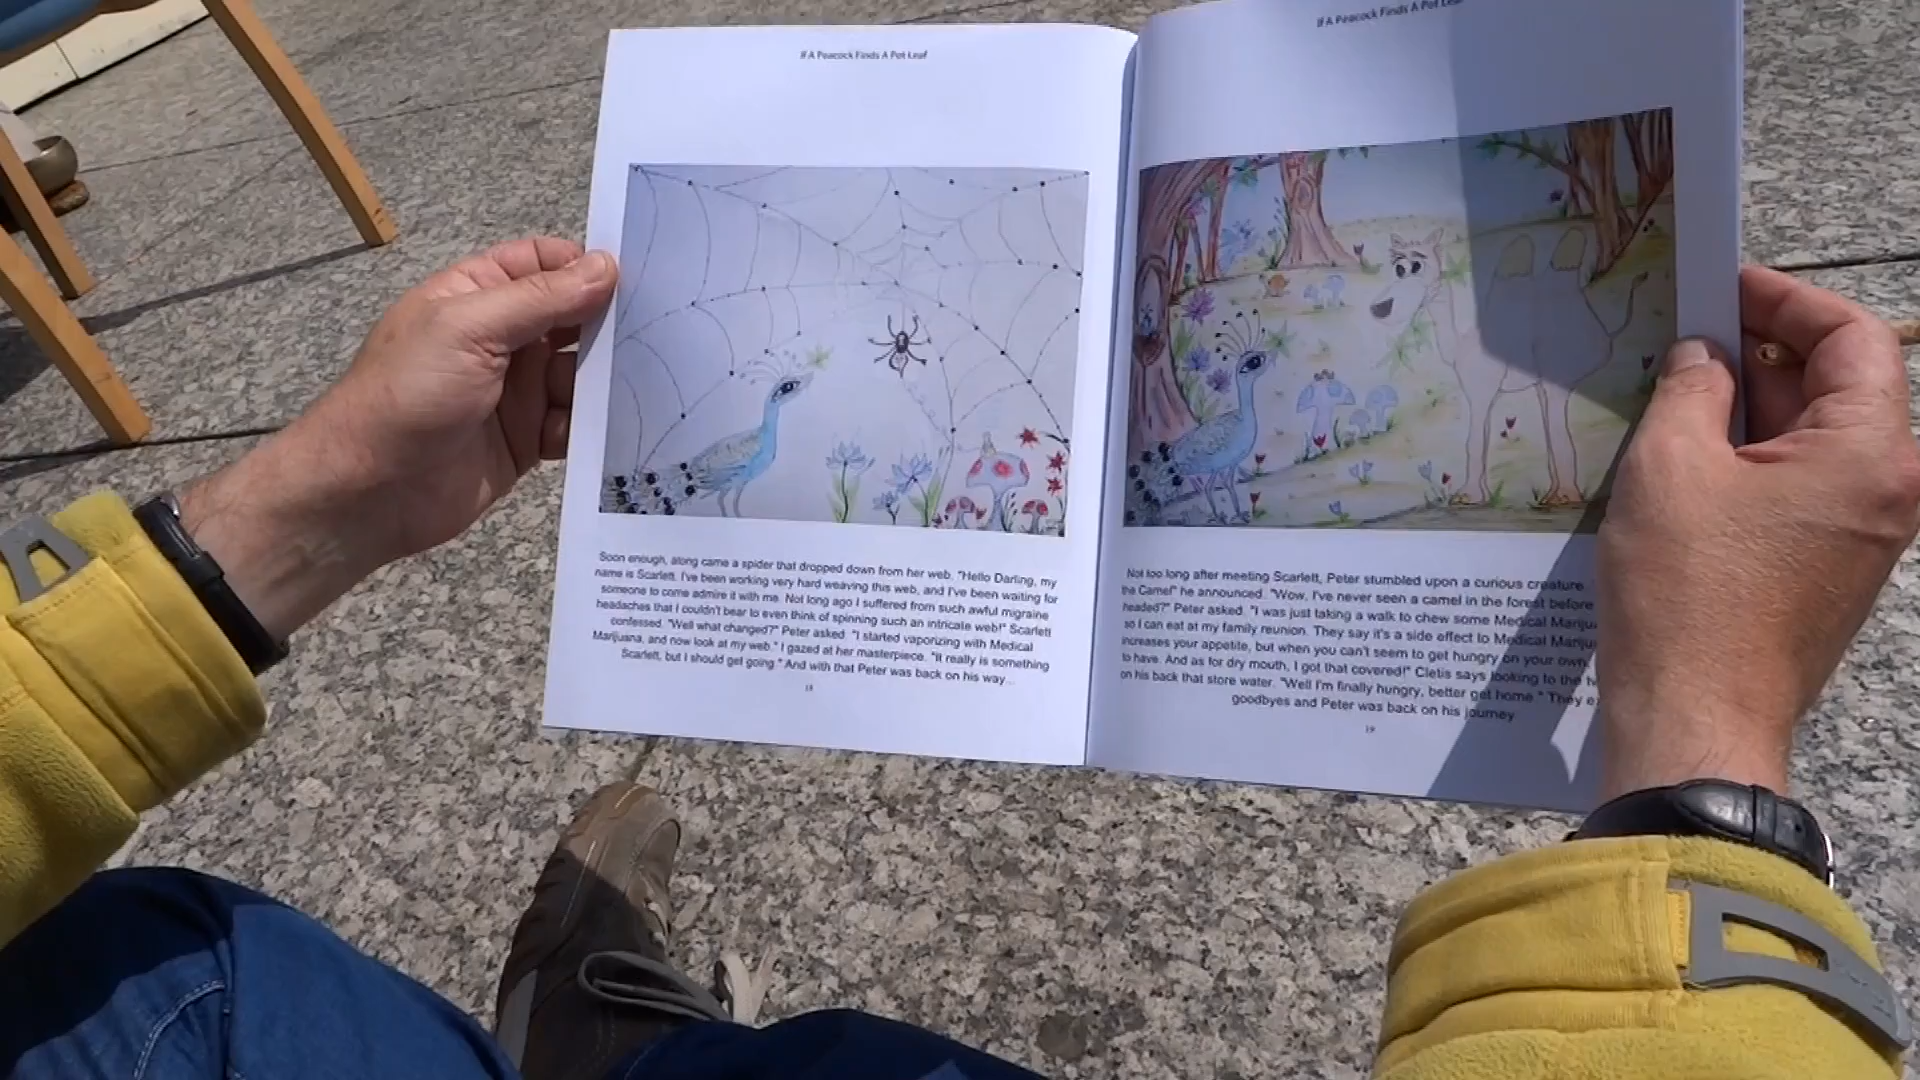 If A Peacock Finds A Pot Leaf
Soon enough, along came a spider that dropped down from her web. "Hello Darling, my
name is Scarlett. I've been working very hard weaving this web, and I've been waiting for
someone to come admire it with me. Not long ago I suffered from such awful migraine
headaches that I couldn't bear to even think of spinning such an intricate web!" Scarlett
confessed. "Well what changed?" Peter asked. "I started vaporizing with Medical
Marijuana, and now look at my web." I gazed at her masterpiece. "It really is something
Scarlett, but I should get going." And with that Peter was back on his way...
18
If A Peacock Finds A Pot Leaf
Not too long after meeting Scarlett, Peter stumbled upon a curious creature.
the Camel" he announced. "Wow, I've never seen a camel in the forest before
headed?" Peter asked. "I was just taking a walk to chew some Medical Mariju
so I can eat at my family reunion. They say it's a side effect to Medical Mariju
increases your appetite, but when you can't seem to get hungry on your own,
to have. And as for dry mouth, I got that covered!" Cletis says looking to the
on his back that store water. "Well I'm finally hungry, better get home." They
goodbyes and Peter was back on his journey
19